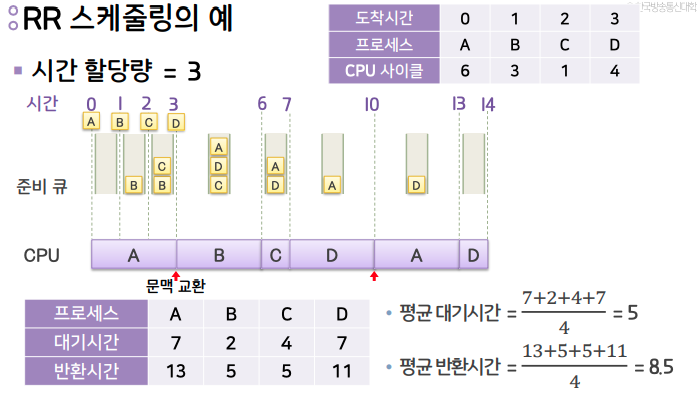 한국방송통신대학
RR 스케줄링의 예
도착시간 0 1 2 3
프로세스 A B C D
CPU 사이클 6 3 1 4
시간 할당량 = 3
시간 0 1 2 3 6 7 10 13 14
A B C D
준비 큐
B
C
B
A
D
C
A
D
A
D
CPU A B C D A D
문맥 교환
프로세스 A B C D
대기시간 7 2 4 7
반환시간 13 5 5 11
• 평균 대기시간 = 7+2+4+7 / 4 = 5
• 평균 반환시간 = 13+5+5+11 / 4 = 8.5